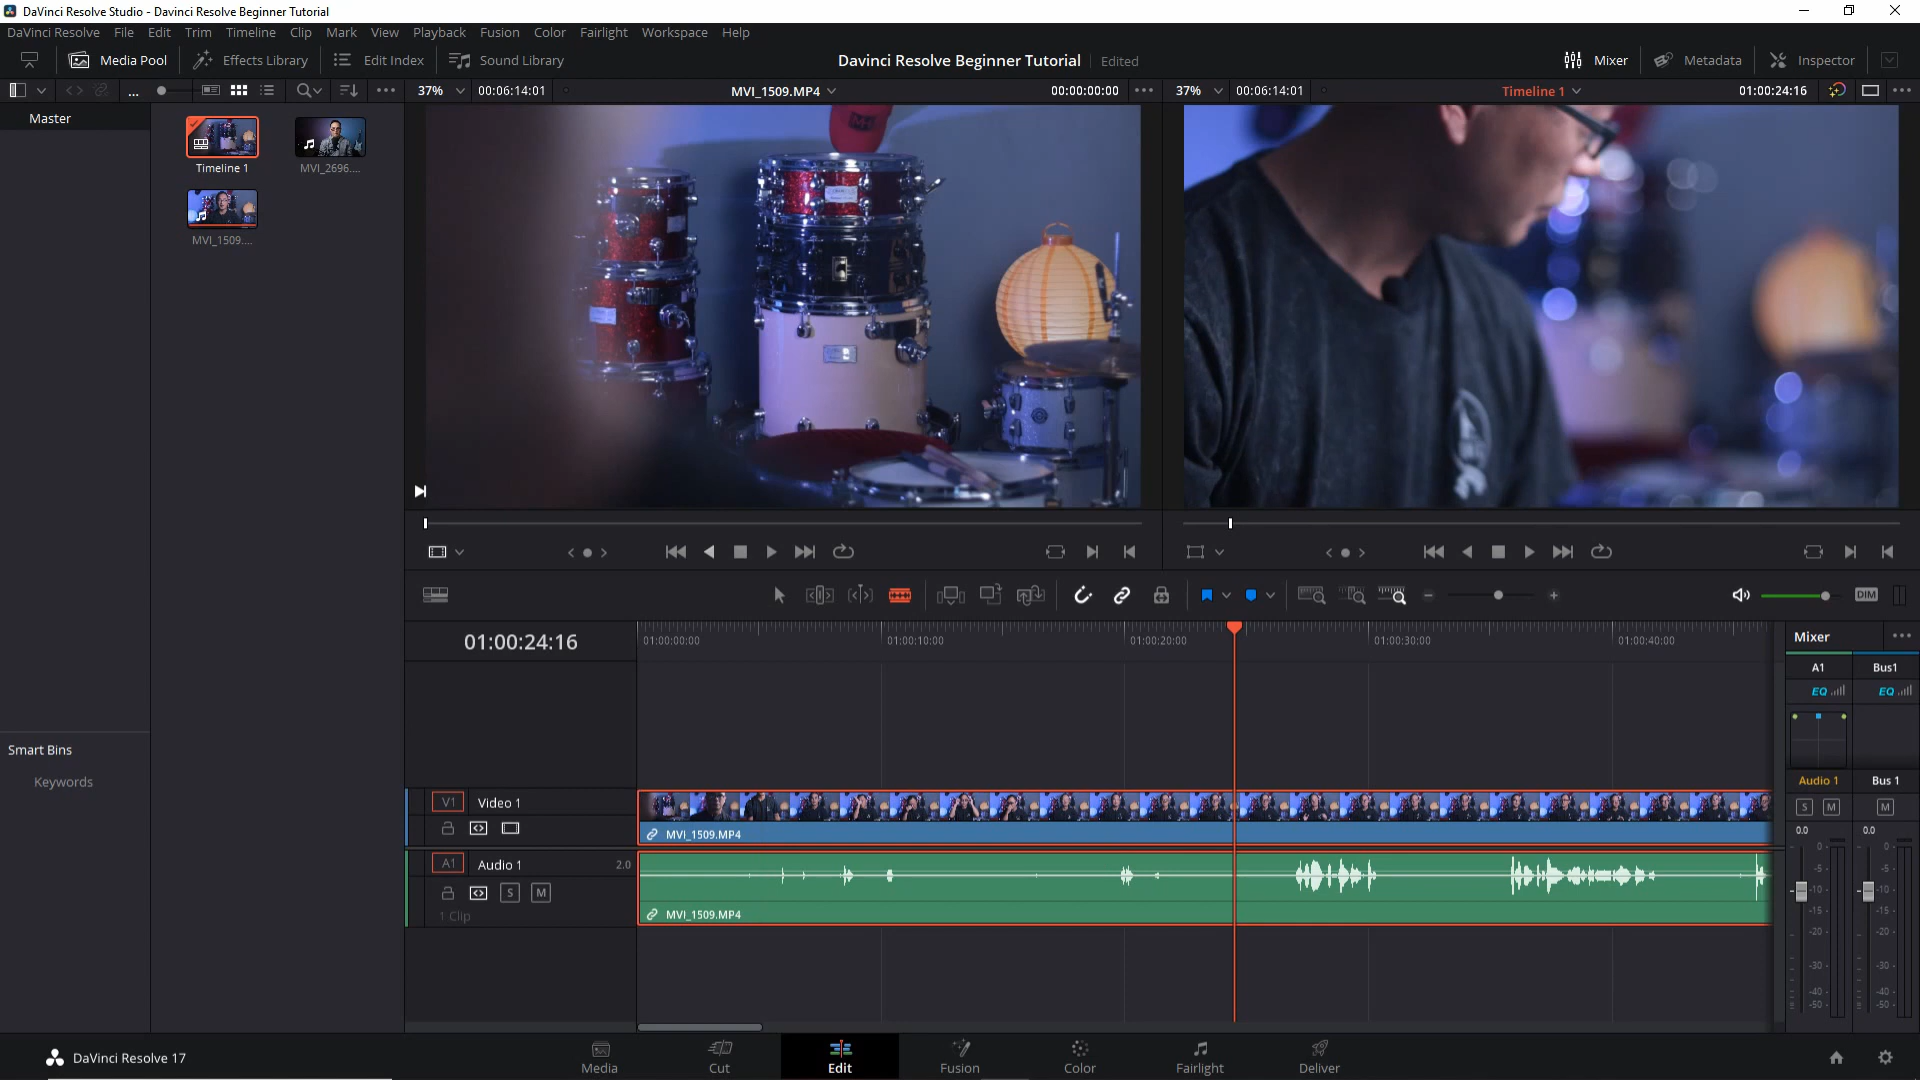 DaVinci Resolve Studio - Davinci Resolve Beginner Tutorial
DaVinci Resolve File Edit Trim Timeline Clip Mark View Playback Fusion Color Fairlight Workspace Help
Media Pool Effects Library Edit Index Sound Library Davinci Resolve Beginner Tutorial Edited Mixer Metadata Inspector
... 37% 00:06:14:01 MVI_1509.MP4 00:00:00:00 37% 00:06:14:01 Timeline 1 01:00:24:16
Master
Timeline 1 MVI_2696....
MVI_1509....
DIM
01:00:24:16 01:00:00:00 01:00:10:00 01:00:20:00 01:00:30:00 01:00:40:00 Mixer
A1 Bus1
EQ EQ
Smart Bins
Keywords
Audio 1 Bus 1
V1 Video 1
S M M
MVI_1509.MP4
0.0 0.0
A1 Audio 1 2.0
S M
1 Clip
MVI_1509.MP4
0- 0-
-5- -5-
-10- -10-
-15- -15-
-20- -20-
-30- -30-
-40- -40-
-50- -50-
DaVinci Resolve 17
Media Cut Edit Fusion Color Fairlight Deliver